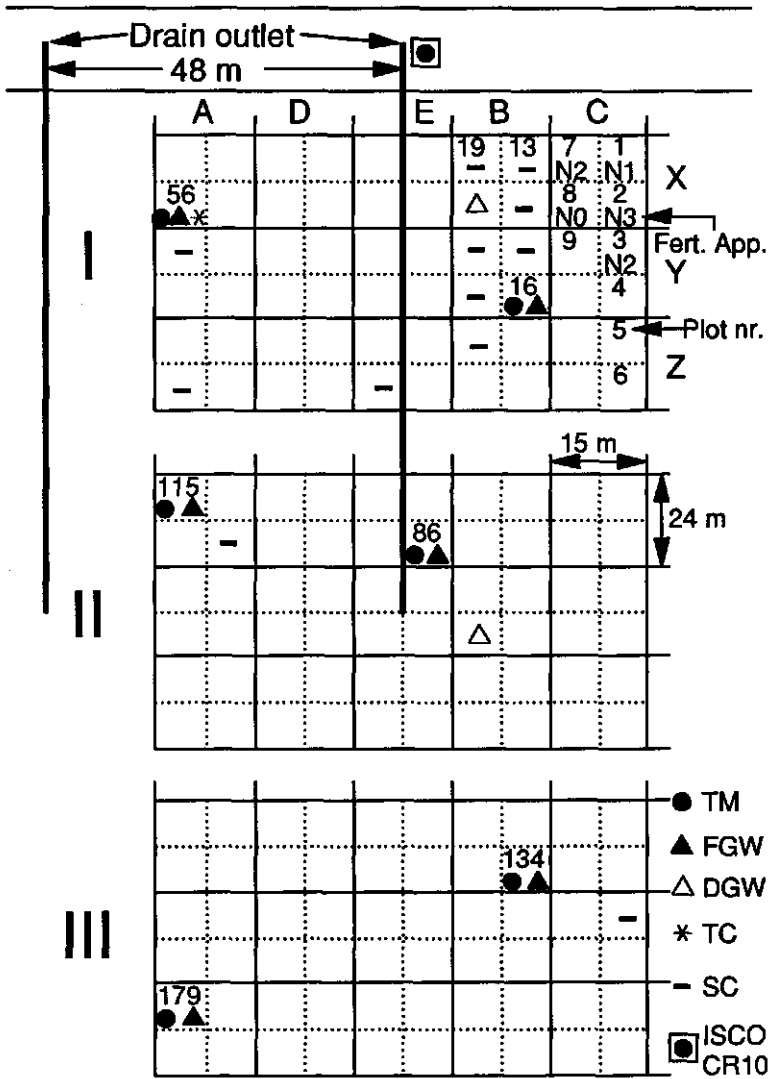 Drain outlet
48 m
A D E B C
19 13 7 1
N2 N1
X
56 8 2
N0 N3
Fert. App.
I
9 3
N2
Y
16 4
5 Plot nr.
6 Z
15 m
115
24 m
86
II
TM
134 FGW
DGW
III
TC
SC
179
ISCO
CR10